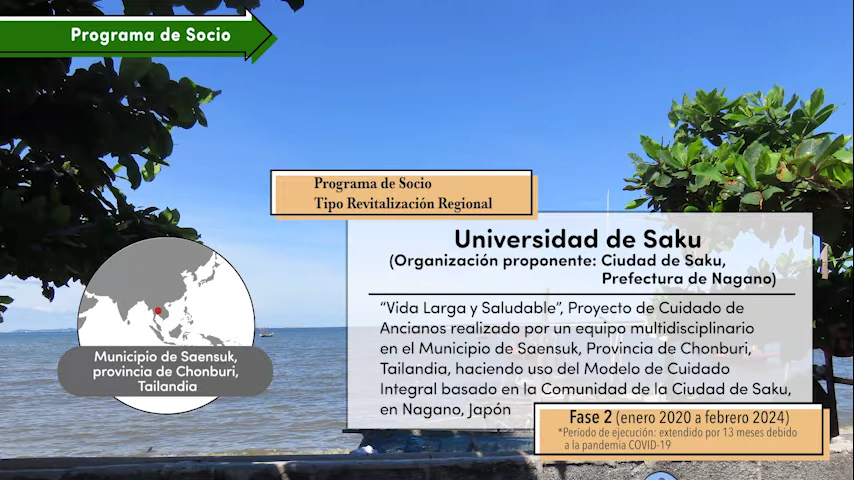 Programa de Socio
Programa de Socio
Tipo Revitalización Regional
Universidad de Saku
(Organización proponente: Ciudad de Saku,
Prefectura de Nagano)
“Vida Larga y Saludable”, Proyecto de Cuidado de
Ancianos realizado por un equipo multidisciplinario
en el Municipio de Saensuk, Provincia de Chonburi,
Tailandia, haciendo uso del Modelo de Cuidado
Integral basado en la Comunidad de la Ciudad de Saku,
en Nagano, Japón
Municipio de Saensuk,
provincia de Chonburi,
Tailandia
Fase 2 (enero 2020 a febrero 2024)
*Periodo de ejecución: extendido por 13 meses debido
a la pandemia COVID-19